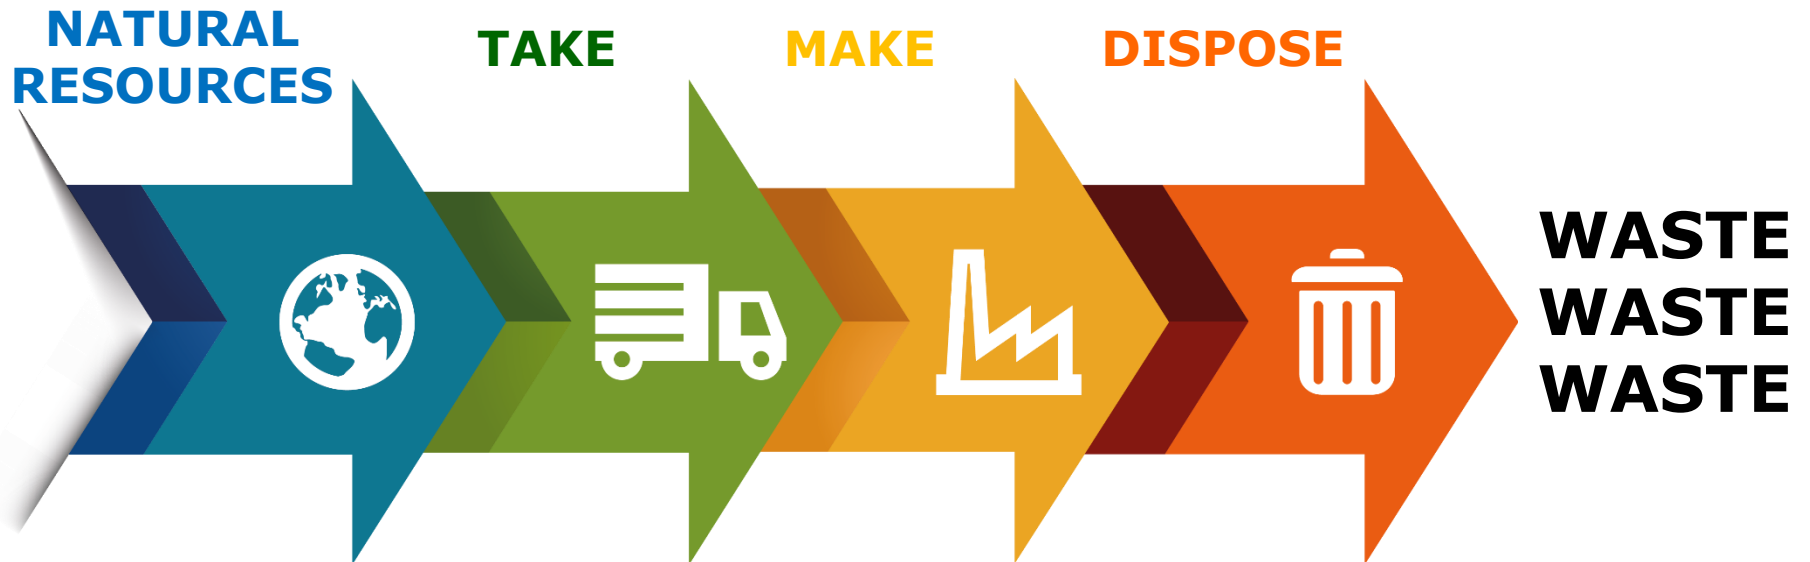 NATURAL
RESOURCES
TAKE
MAKE
DISPOSE
WASTE
WASTE
WASTE